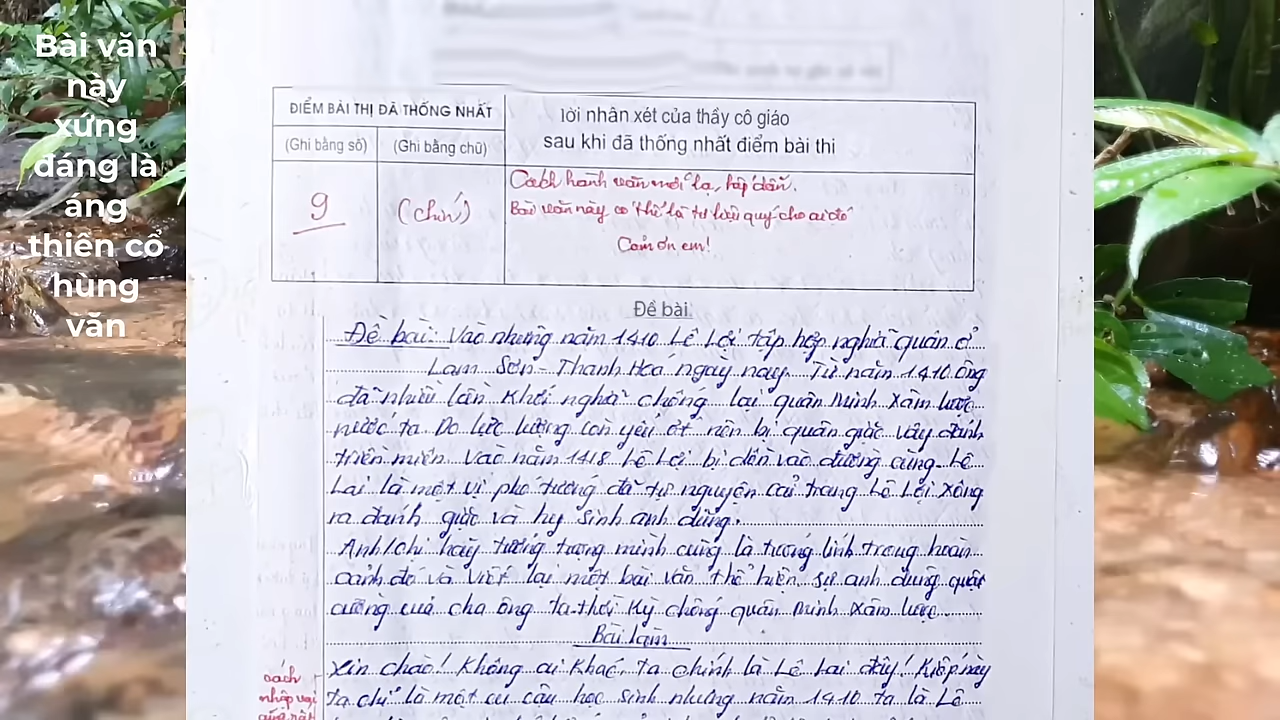 Bài văn
này
xứng
đáng là
áng
thiên cổ
hùng
văn
ĐIỂM BÀI THI ĐÃ THỐNG NHẤT
(Ghi bằng số)
(Ghi bằng chữ)
lời nhận xét của thầy cô giáo
sau khi đã thống nhất điểm bài thi
9
(chín)
Cách hành văn mới lạ, hấp dẫn.
Bài văn này có thể là tư liệu quý cho ai đó
Cảm ơn em!
Đề bài
Đề bài: Vào những năm 1410 Lê Lợi tập hợp nghĩa quân ở
Lam Sơn - Thanh Hóa ngày nay. Từ năm 1410 ông
đã nhiều lần khởi nghĩa chống lại quân Minh xâm lược
nước ta. Do lực lượng còn yếu ớt nên bị quân giặc vây đánh
triền miên. Vào năm 1418 Lê Lợi bị dồn vào đường cùng. Lê
Lai là một vị phó tướng đã tự nguyện cải trang Lê Lợi xông
ra đánh giặc và hy sinh anh dũng.
Anh/chị hãy tưởng tượng mình cũng là tướng lĩnh trong hoàn
cảnh đó và viết lại một bài văn thể hiện sự anh dũng quật
cường của cha ông ta thời kỳ chống quân Minh xâm lược.
Bài làm
Xin chào! Không ai khác, ta chính là Lê Lai đây! Kiếp này
ta chỉ là một cu cậu học sinh nhưng năm 1410 ta là Lê
cách
nhập vai
quá rất